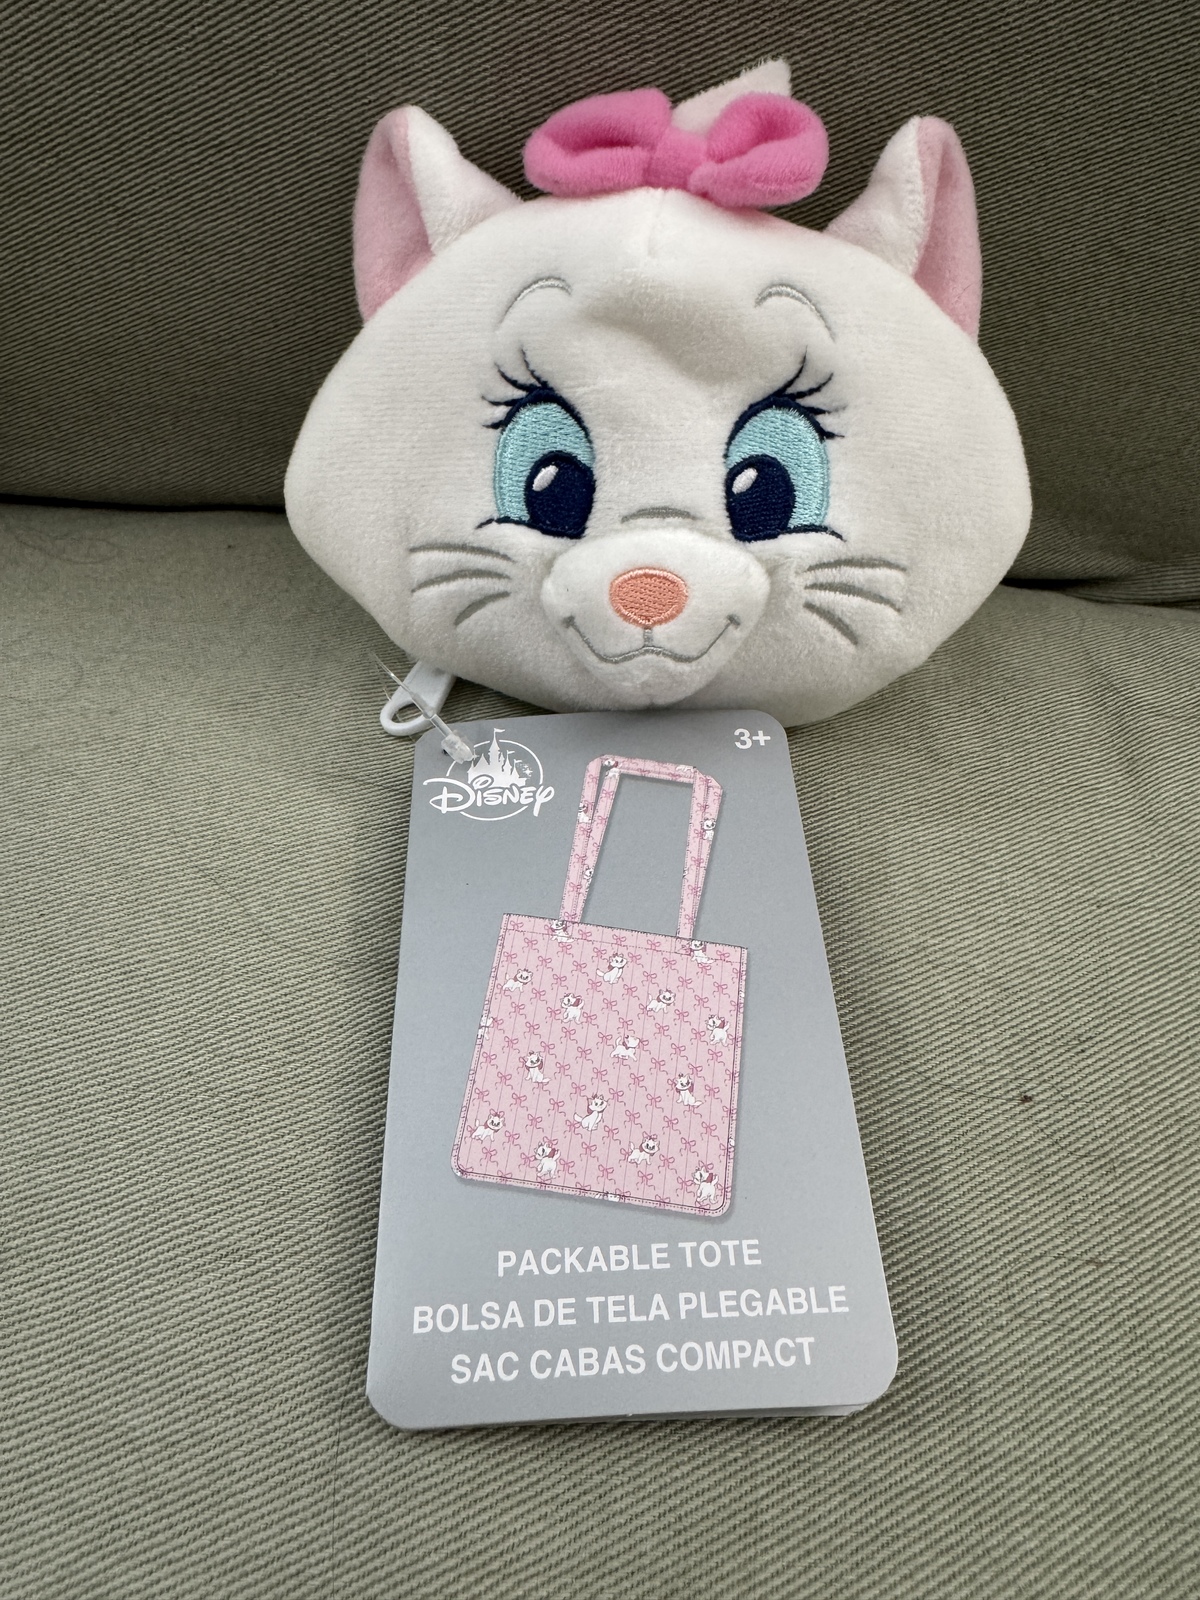 3+
Disney
PACKABLE TOTE
BOLSA DE TELA PLEGABLE
SAC CABAS COMPACT